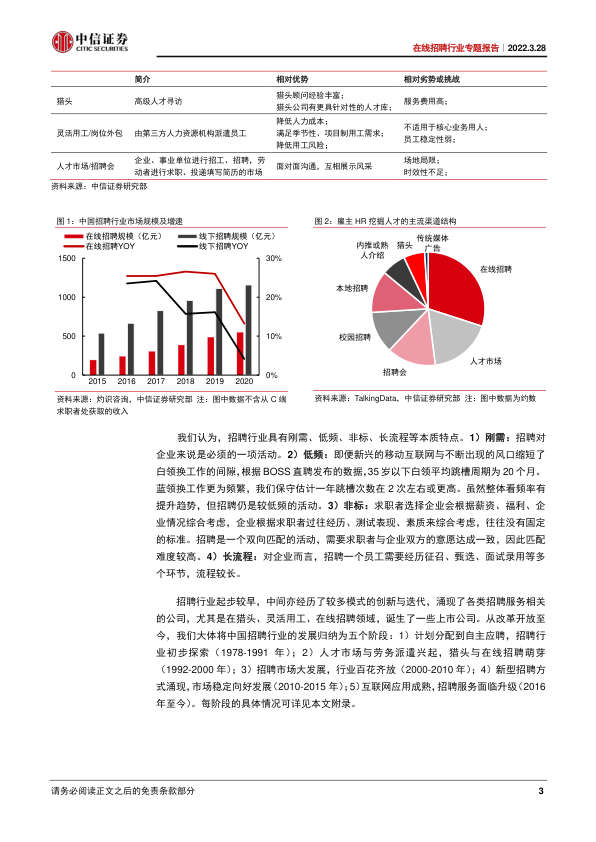 中信证券
CITIC SECURITIES
在线招聘行业专题报告｜2022.3.28
简介 相对优势 相对劣势或挑战
猎头 高级人才寻访 猎头顾问经验丰富； 服务费用高；
猎头公司有更具针对性的人才库；
灵活用工/岗位外包 由第三方人力资源机构派遣员工 降低人力成本； 不适用于核心业务用人；
满足季节性、项目制用工需求； 员工稳定性弱；
降低用工风险；
人才市场/招聘会 企业、事业单位进行招工、招聘，劳 面对面沟通，互相展示风采 场地局限；
动者进行求职、投递填写简历的市场 时效性不足；
资料来源：中信证券研究部
图 1：中国招聘行业市场规模及增速
在线招聘规模（亿元） 线下招聘规模（亿元）
在线招聘YOY 线下招聘YOY
1500 30%
1000 20%
500 10%
0 0%
2015 2016 2017 2018 2019 2020
资料来源：灼识咨询，中信证券研究部 注：图中数据不含从 C 端
求职者处获取的收入
图 2：雇主 HR 挖掘人才的主流渠道结构
传统媒体
广告
猎头
内推或熟
人介绍
在线招聘
本地招聘
校园招聘
招聘会
人才市场
资料来源：TalkingData，中信证券研究部 注：图中数据为约数
我们认为，招聘行业具有刚需、低频、非标、长流程等本质特点。1）刚需：招聘对
企业来说是必须的一项活动。2）低频：即便新兴的移动互联网与不断出现的风口缩短了
白领换工作的间隙，根据 BOSS 直聘发布的数据，35 岁以下白领平均跳槽周期为 20 个月。
蓝领换工作更为频繁，我们保守估计一年跳槽次数在 2 次左右或更高。虽然整体看频率有
提升趋势，但招聘仍是较低频的活动。3）非标：求职者选择企业会根据薪资、福利、企
业情况综合考虑，企业根据求职者过往经历、测试表现、素质来综合考虑，往往没有固定
的标准。招聘是一个双向匹配的活动，需要求职者与企业双方的意愿达成一致，因此匹配
难度较高。4）长流程：对企业而言，招聘一个员工需要经历征召、甄选、面试录用等多
个环节，流程较长。
招聘行业起步较早，中间亦经历了较多模式的创新与迭代，涌现了各类招聘服务相关
的公司，尤其是在猎头、灵活用工、在线招聘领域，诞生了一些上市公司。从改革开放至
今，我们大体将中国招聘行业的发展归纳为五个阶段：1）计划分配到自主应聘，招聘行
业初步探索（1978-1991 年）；2）人才市场与劳务派遣兴起，猎头与在线招聘萌芽
（1992-2000 年）；3）招聘市场大发展，行业百花齐放（2000-2010 年）；4）新型招聘方
式涌现，市场稳定向好发展（2010-2015 年）；5）互联网应用成熟，招聘服务面临升级（2016
年至今）。每阶段的具体情况可详见本文附录。
请务必阅读正文之后的免责条款部分 3